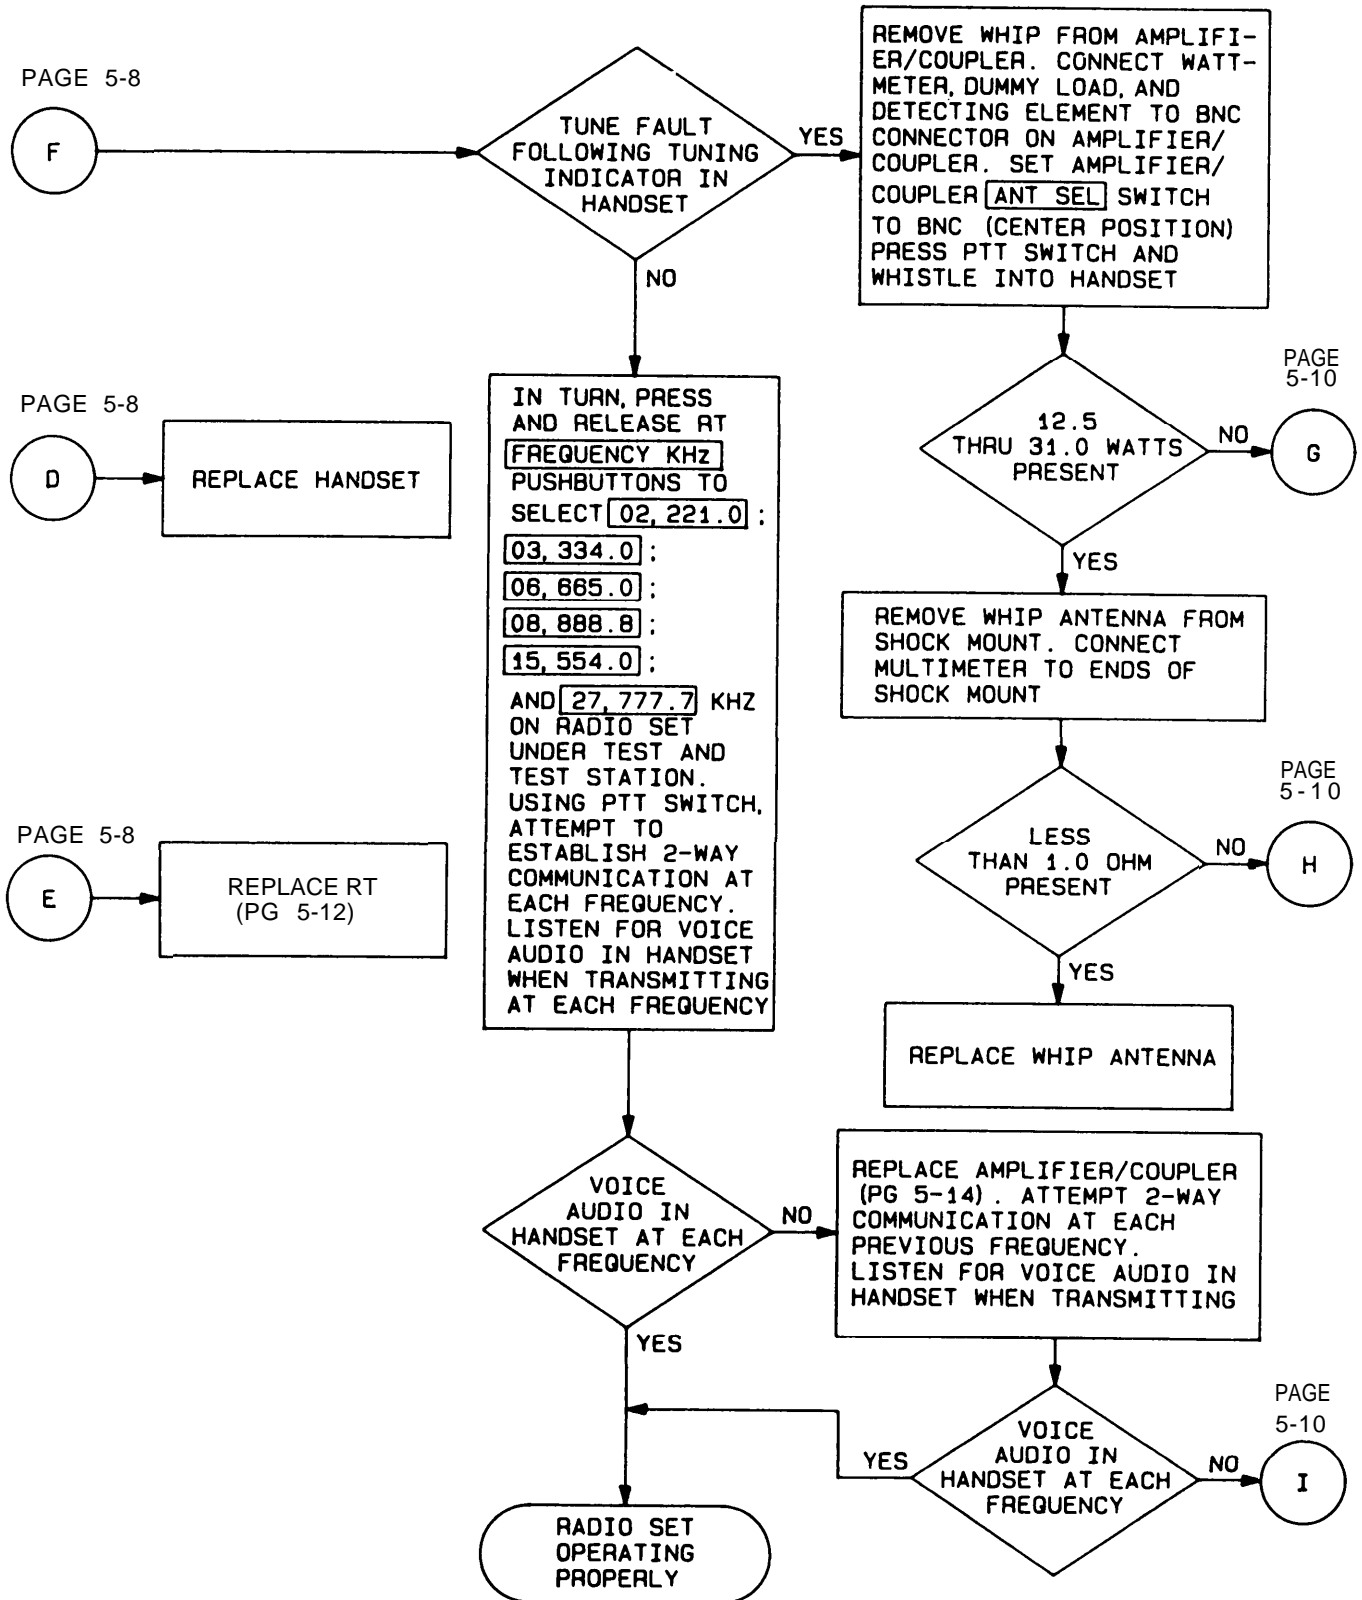 PAGE 5-8
F
TUNE FAULT
FOLLOWING TUNING
INDICATOR IN
HANDSET
YES
NO
REMOVE WHIP FROM AMPLIFI-
ER/COUPLER. CONNECT WATT-
METER, DUMMY LOAD, AND
DETECTING ELEMENT TO BNC
CONNECTOR ON AMPLIFIER/
COUPLER. SET AMPLIFIER/
COUPLER ANT SEL SWITCH
TO BNC (CENTER POSITION)
PRESS PTT SWITCH AND
WHISTLE INTO HANDSET
12.5
THRU 31.0 WATTS
PRESENT
NO
PAGE
5-10
G
YES
REMOVE WHIP ANTENNA FROM
SHOCK MOUNT. CONNECT
MULTIMETER TO ENDS OF
SHOCK MOUNT
LESS
THAN 1.0 OHM
PRESENT
NO
PAGE
5-10
H
YES
REPLACE WHIP ANTENNA
PAGE 5-8
D
REPLACE HANDSET
PAGE 5-8
E
REPLACE RT
(PG 5-12)
IN TURN, PRESS
AND RELEASE RT
FREQUENCY KHz
PUSHBUTTONS TO
SELECT 02, 221.0 ;
03, 334.0 ;
06, 665.0 ;
08, 888.8 ;
15, 554.0 ;
AND 27, 777.7 KHZ
ON RADIO SET
UNDER TEST AND
TEST STATION.
USING PTT SWITCH,
ATTEMPT TO
ESTABLISH 2-WAY
COMMUNICATION AT
EACH FREQUENCY.
LISTEN FOR VOICE
AUDIO IN HANDSET
WHEN TRANSMITTING
AT EACH FREQUENCY
VOICE
AUDIO IN
HANDSET AT EACH
FREQUENCY
NO
YES
REPLACE AMPLIFIER/COUPLER
(PG 5-14). ATTEMPT 2-WAY
COMMUNICATION AT EACH
PREVIOUS FREQUENCY.
LISTEN FOR VOICE AUDIO IN
HANDSET WHEN TRANSMITTING
VOICE
AUDIO IN
HANDSET AT EACH
FREQUENCY
YES
NO
PAGE
5-10
I
RADIO SET
OPERATING
PROPERLY